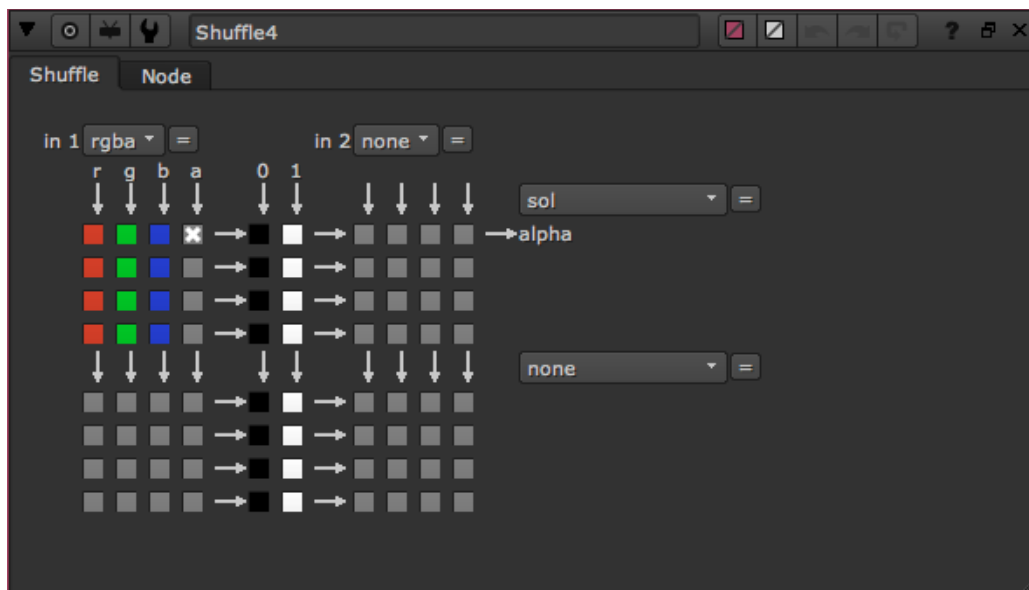 Shuffle4 ?
Shuffle Node
in 1 rgba = in 2 none =
r g b a 0 1
sol =
alpha
none =